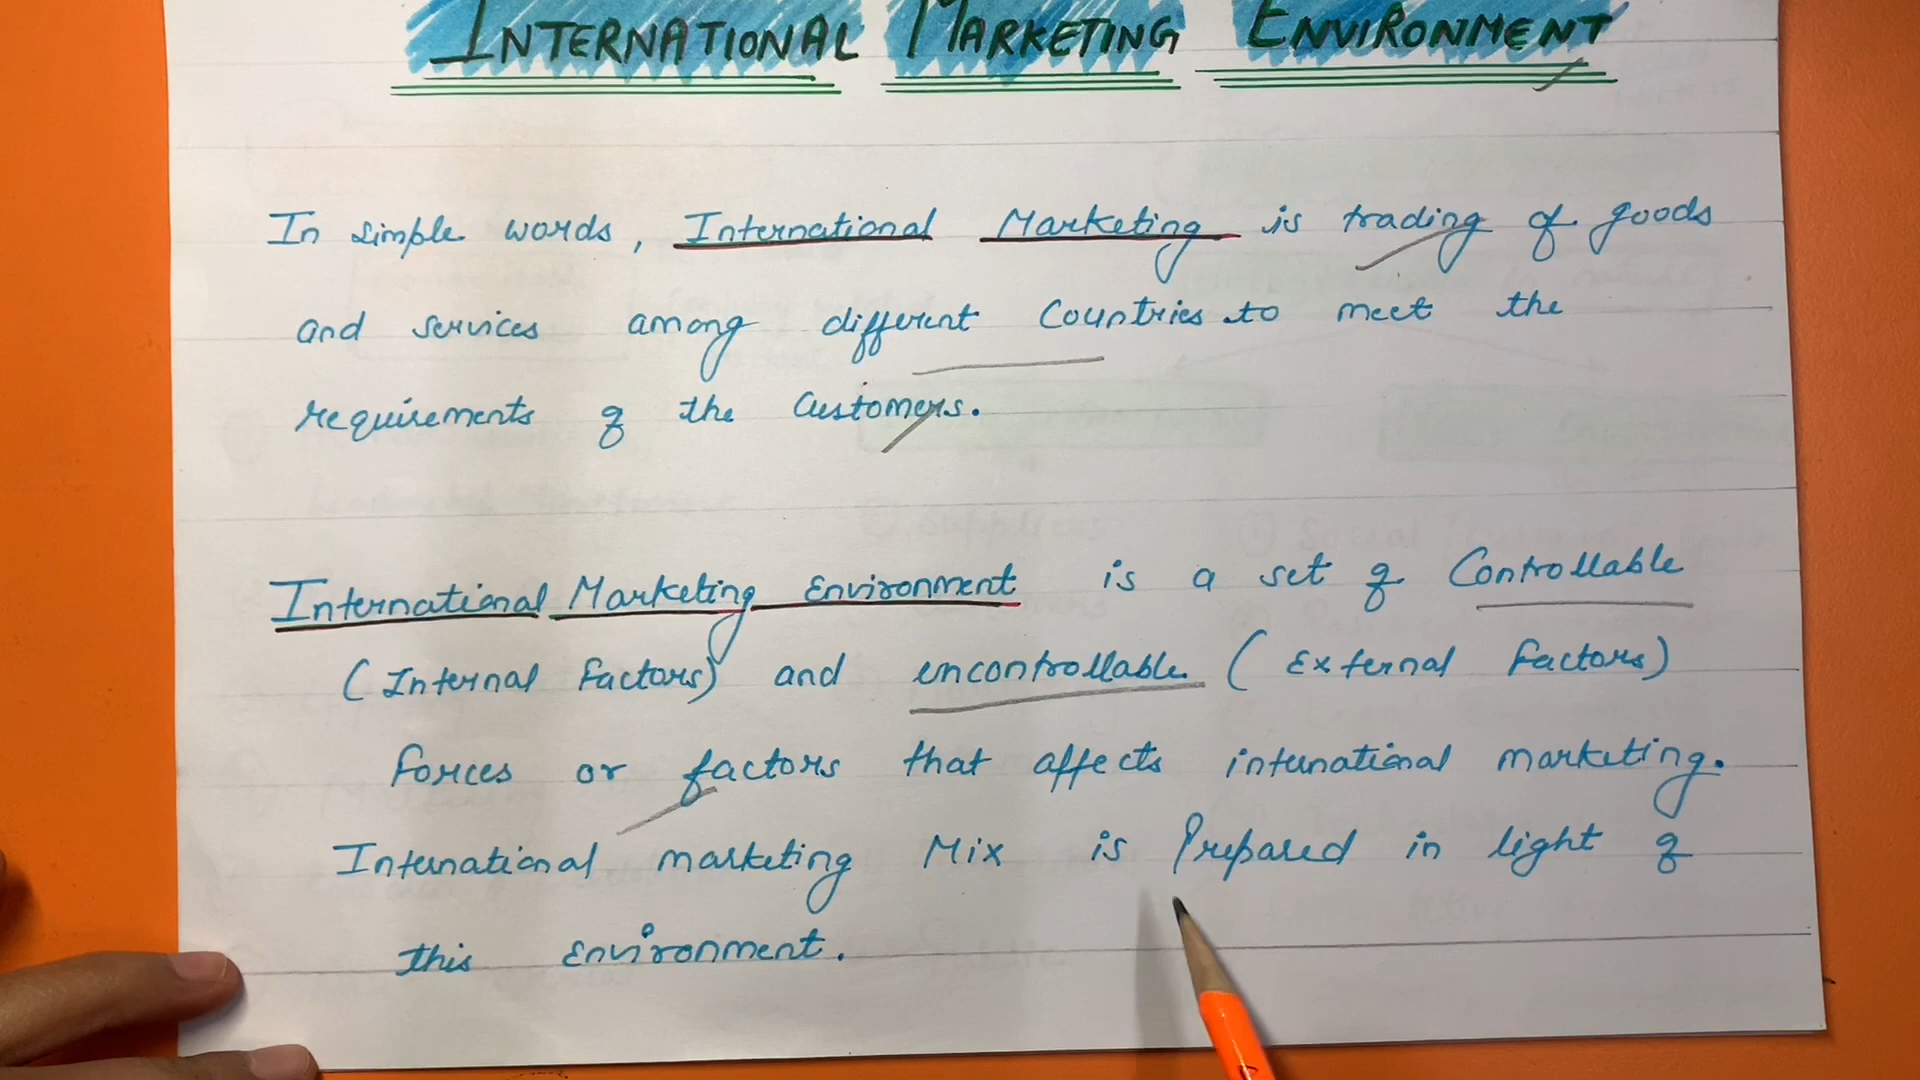 INTERNATIONAL MARKETING ENVIRONMENT
In simple words, International Marketing is trading of goods
and services among different Countries to meet the
requirements of the Customers.
International Marketing Environment is a set of Controllable
(Internal Factors) and uncontrollable (External Factors)
forces or factors that affects international marketing.
International marketing Mix is Prepared in light of
this Environment.